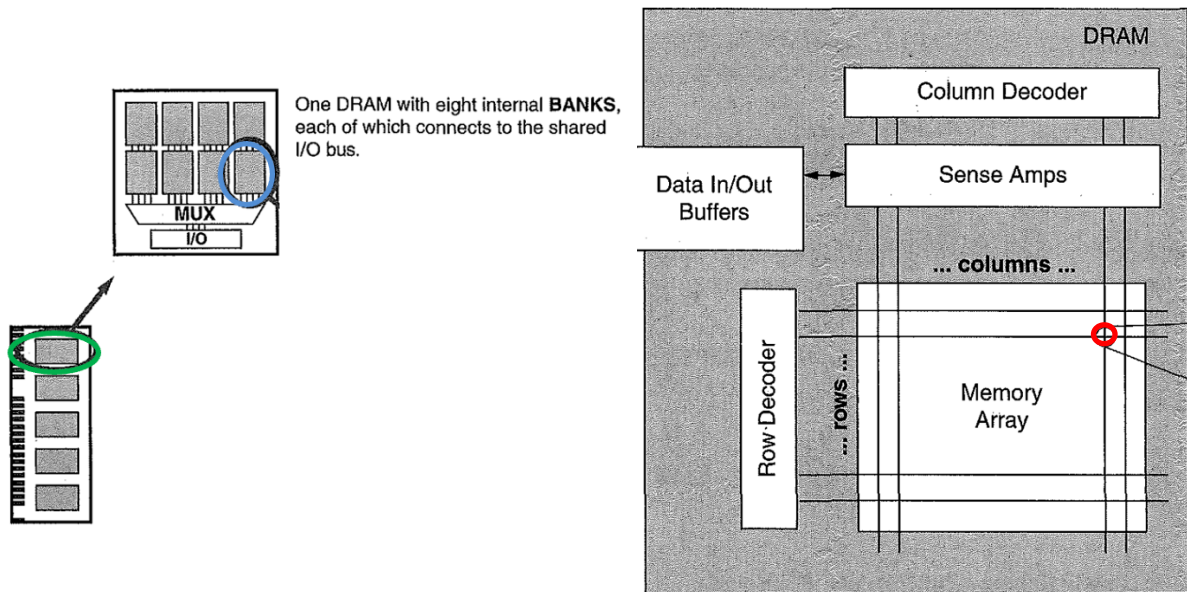 One DRAM with eight internal BANKS,
each of which connects to the shared
I/O bus.
MUX
I/O
DRAM
Column Decoder
Sense Amps
Data In/Out
Buffers
... columns ...
Row·Decoder
... rows ...
Memory
Array